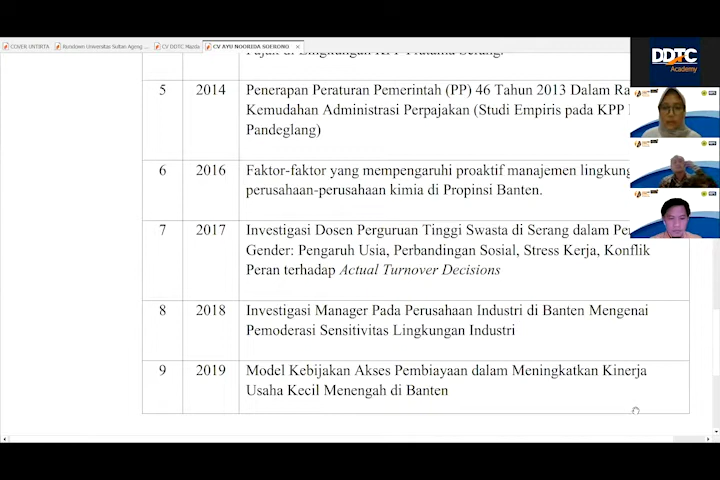 COVER UNTIRTA
Rundown Universitas Sultan Ageng ...
CV DDTC Mazda
CV AYU NOORIDA SOERONO
DDTC
Academy
5 2014 Penerapan Peraturan Pemerintah (PP) 46 Tahun 2013 Dalam Ra
Kemudahan Administrasi Perpajakan (Studi Empiris pada KPP
Pandeglang)
6 2016 Faktor-faktor yang mempengaruhi proaktif manajemen lingkung
perusahaan-perusahaan kimia di Propinsi Banten.
7 2017 Investigasi Dosen Perguruan Tinggi Swasta di Serang dalam Pe
Gender: Pengaruh Usia, Perbandingan Sosial, Stress Kerja, Konflik
Peran terhadap Actual Turnover Decisions
8 2018 Investigasi Manager Pada Perusahaan Industri di Banten Mengenai
Pemoderasi Sensitivitas Lingkungan Industri
9 2019 Model Kebijakan Akses Pembiayaan dalam Meningkatkan Kinerja
Usaha Kecil Menengah di Banten